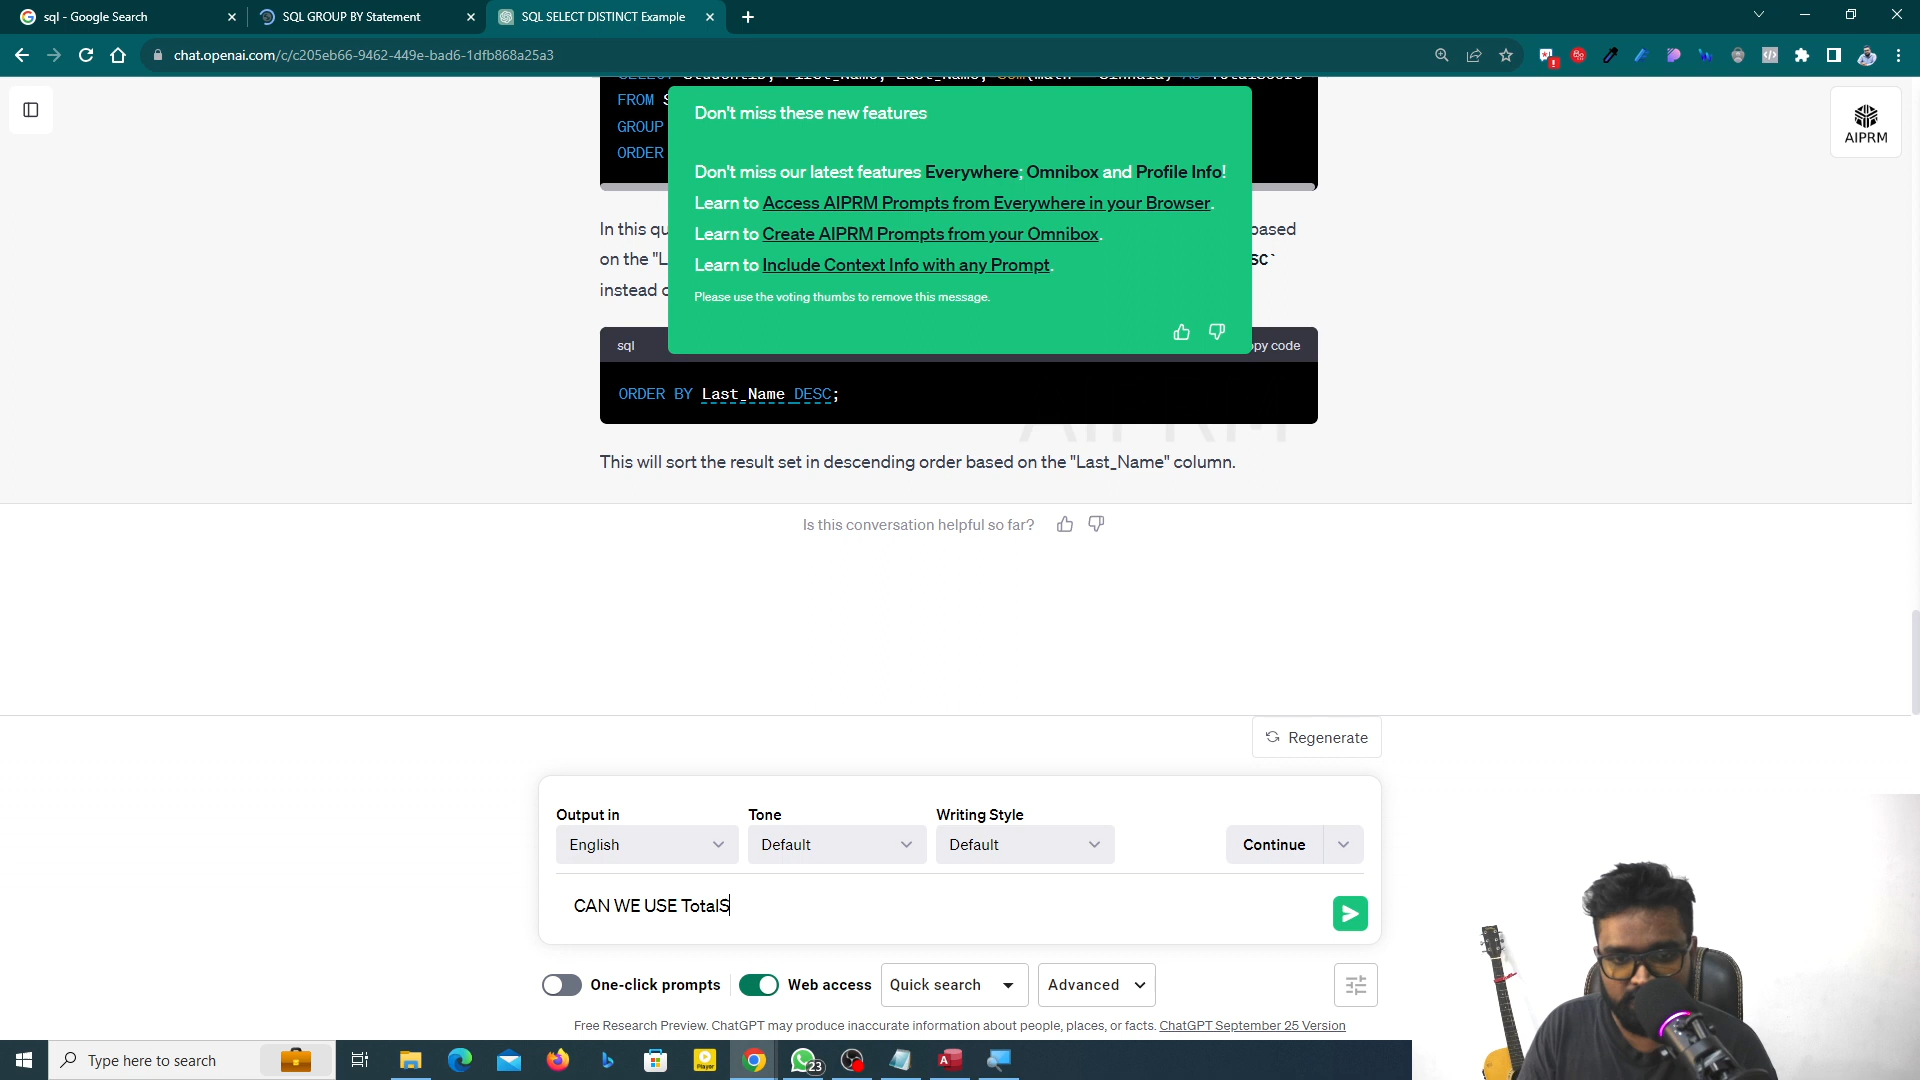 sql - Google Search
SQL GROUP BY Statement
SQL SELECT DISTINCT Example
chat.openai.com/c/c205eb66-9462-449e-bad6-1dfb868a25a3
AIPRM
FROM S
GROUP
ORDER
Don't miss these new features
Don't miss our latest features Everywhere, Omnibox and Profile Info!
Learn to Access AIPRM Prompts from Everywhere in your Browser.
Learn to Create AIPRM Prompts from your Omnibox.
Learn to Include Context Info with any Prompt.
Please use the voting thumbs to remove this message.
In this qu
based
on the "L
SC`
instead o
sql
opy code
ORDER BY Last_Name DESC;
This will sort the result set in descending order based on the "Last_Name" column.
Is this conversation helpful so far?
Regenerate
Output in
Tone
Writing Style
English
Default
Default
Continue
CAN WE USE TotalS
One-click prompts
Web access
Quick search
Advanced
Free Research Preview. ChatGPT may produce inaccurate information about people, places, or facts. ChatGPT September 25 Version
Type here to search
23